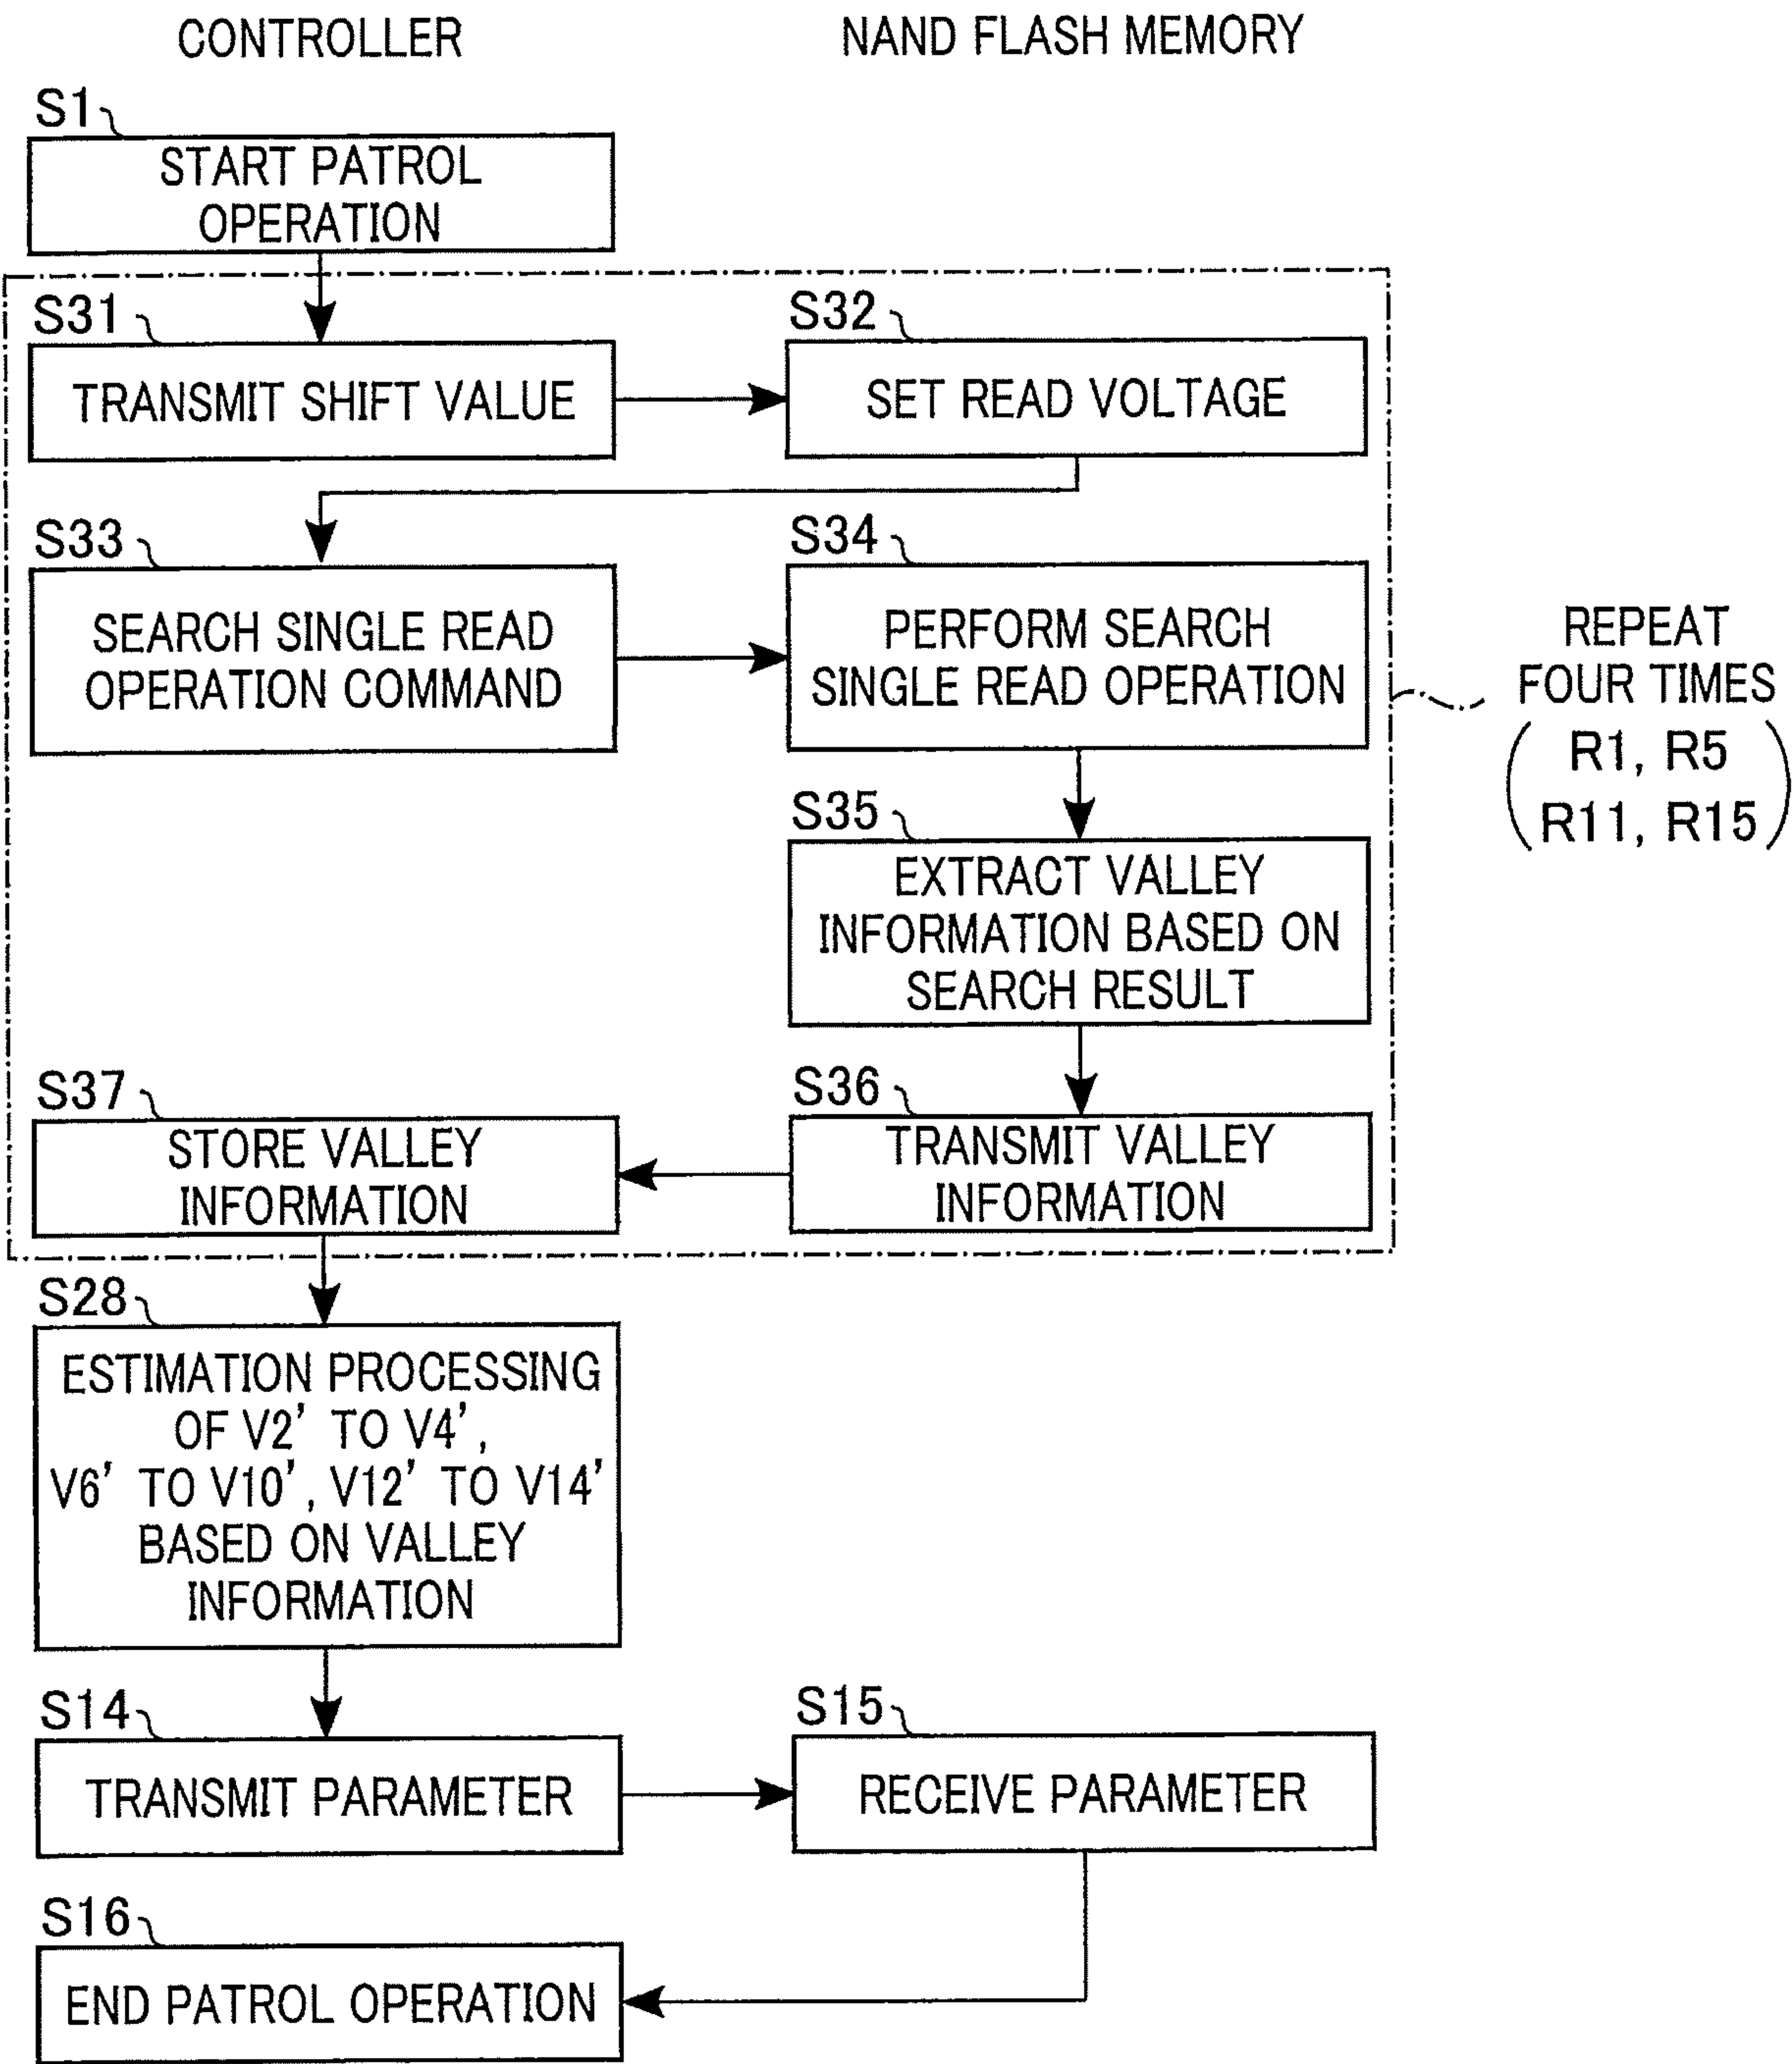 CONTROLLER
NAND FLASH MEMORY
S1
START PATROL
OPERATION
S31
TRANSMIT SHIFT VALUE
S32
SET READ VOLTAGE
S33
SEARCH SINGLE READ
OPERATION COMMAND
S34
PERFORM SEARCH
SINGLE READ OPERATION
REPEAT
FOUR TIMES
(R1, R5
R11, R15)
S35
EXTRACT VALLEY
INFORMATION BASED ON
SEARCH RESULT
S36
TRANSMIT VALLEY
INFORMATION
S37
STORE VALLEY
INFORMATION
S28
ESTIMATION PROCESSING
OF V2' TO V4',
V6' TO V10', V12' TO V14'
BASED ON VALLEY
INFORMATION
S14
TRANSMIT PARAMETER
S15
RECEIVE PARAMETER
S16
END PATROL OPERATION